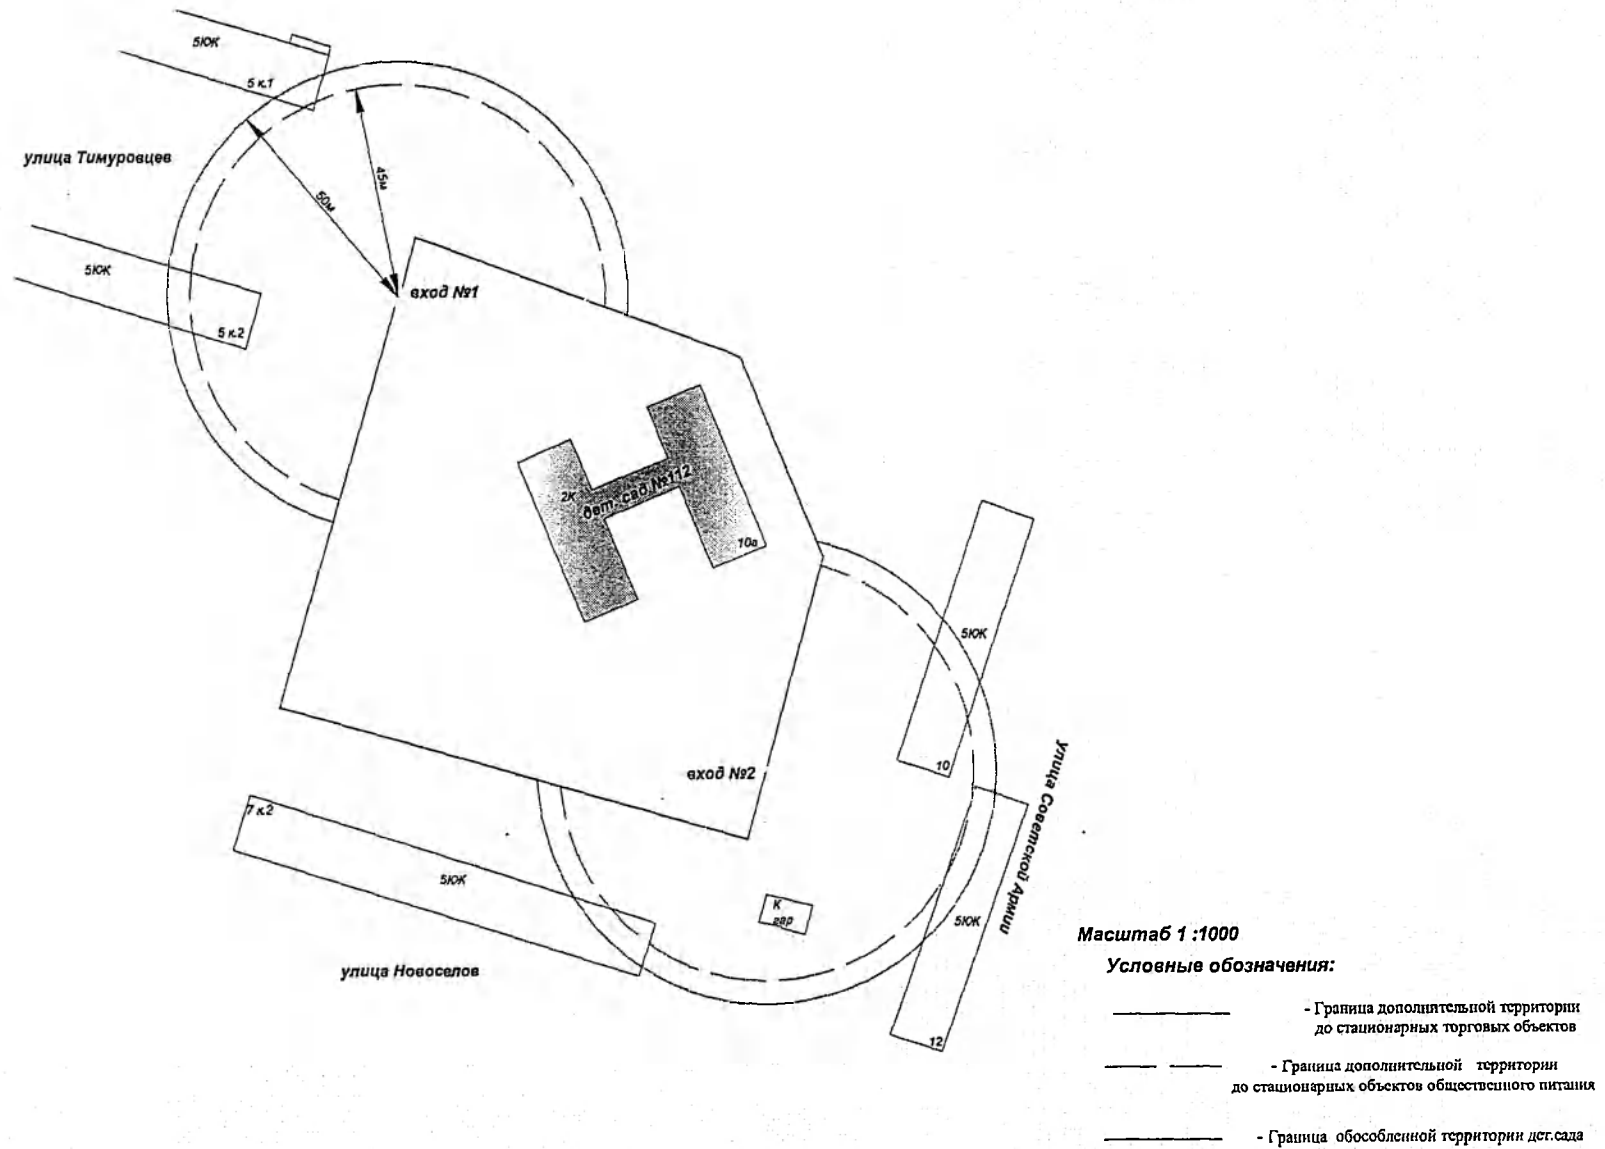 5ЮК
5 к.1
улица Тимуровцев
45м
50м
5ЮК
5 к.2
вход №1
2К
дет. сад №112
10а
5ЮК
10
вход №2
улица Советской Армии
7 к.2
5ЮК
К
гар
5ЮК
12
улица Новоселов
Масштаб 1 :1000
Условные обозначения:
- Граница дополнительной территории
до стационарных торговых объектов
- Граница дополнительной территории
до стационарных объектов общественного питания
- Граница обособленной территории дет.сада